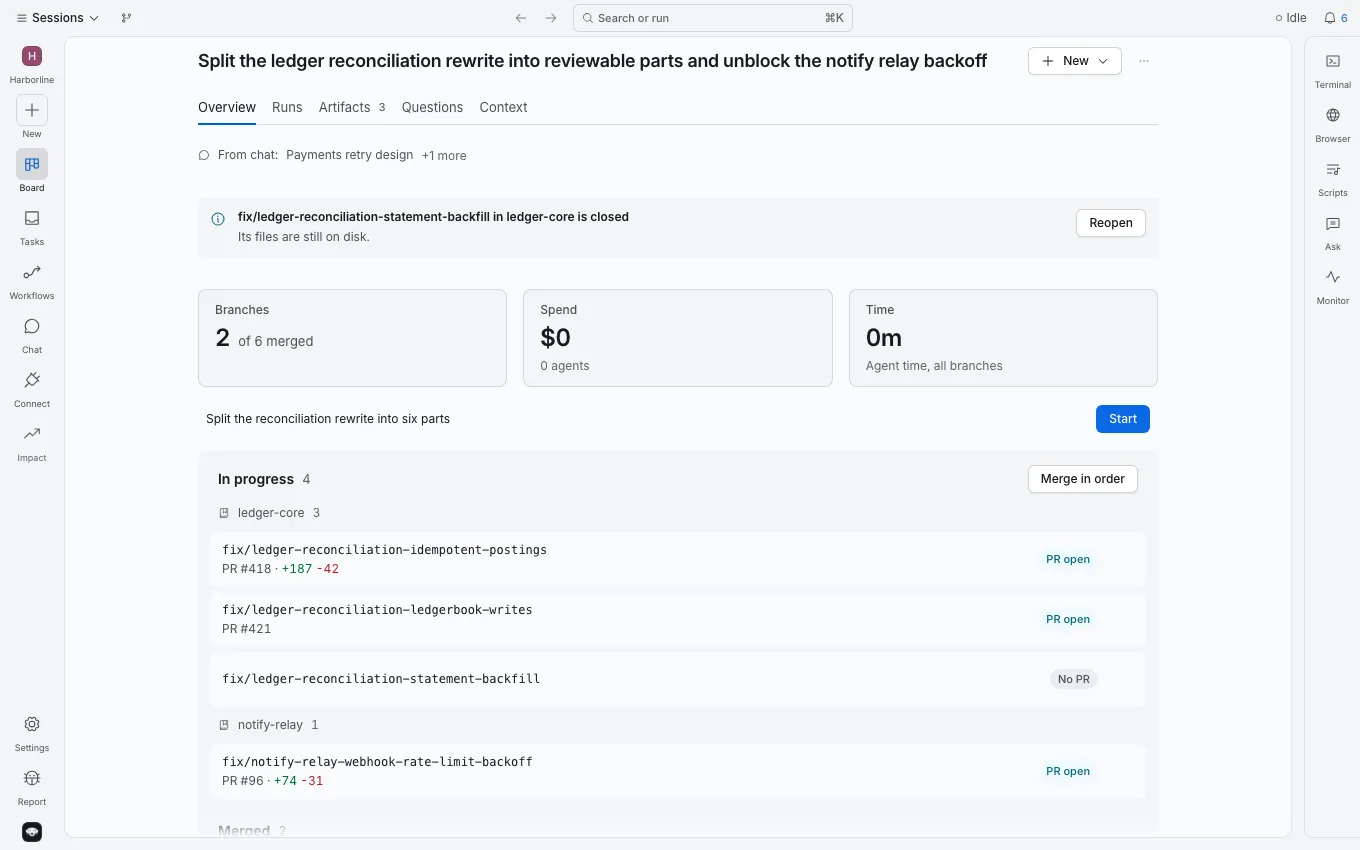 Sessions
Search or run
⌘K
Idle
6
H
Harborline
New
Board
Tasks
Workflows
Chat
Connect
Impact
Settings
Report
Split the ledger reconciliation rewrite into reviewable parts and unblock the notify relay backoff
New
Overview Runs Artifacts 3 Questions Context
From chat: Payments retry design +1 more
fix/ledger-reconciliation-statement-backfill in ledger-core is closed
Its files are still on disk.
Reopen
Branches
2 of 6 merged
Spend
$0
0 agents
Time
0m
Agent time, all branches
Split the reconciliation rewrite into six parts
Start
In progress 4
Merge in order
ledger-core 3
fix/ledger-reconciliation-idempotent-postings
PR #418 · +187 -42
PR open
fix/ledger-reconciliation-ledgerbook-writes
PR #421
PR open
fix/ledger-reconciliation-statement-backfill
No PR
notify-relay 1
fix/notify-relay-webhook-rate-limit-backoff
PR #96 · +74 -31
PR open
Merged 2
Terminal
Browser
Scripts
Ask
Monitor